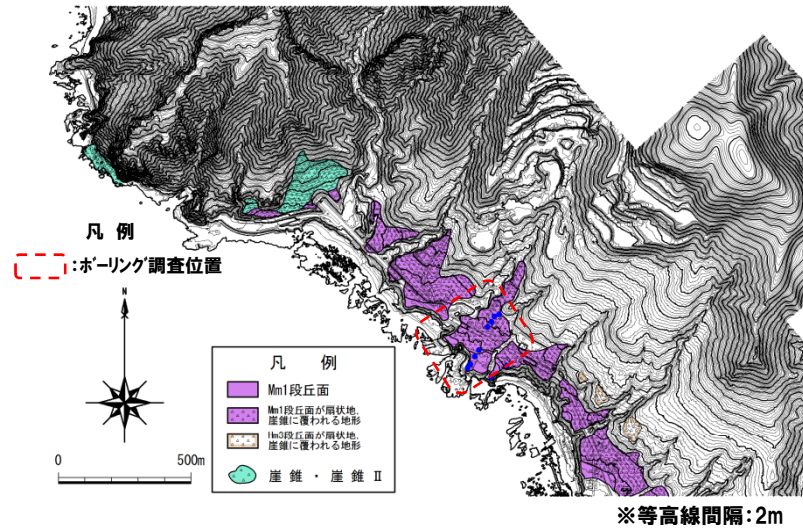 凡 例
:ﾎﾞｰﾘﾝｸﾞ調査位置
凡 例
Mm1段丘面
Mm1段丘面が扇状地,
崖錐に覆われる地形
Hm3段丘面が扇状地,
崖錐に覆われる地形
崖 錐 ・ 崖 錐 Ⅱ
0 500m
※等高線間隔:2m